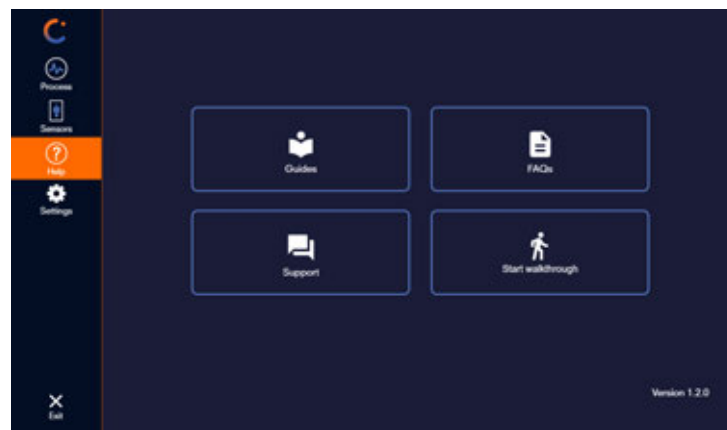 Process
Sensors
Help
Settings
Exit
Guides
FAQs
Support
Start walkthrough
Version 1.2.0